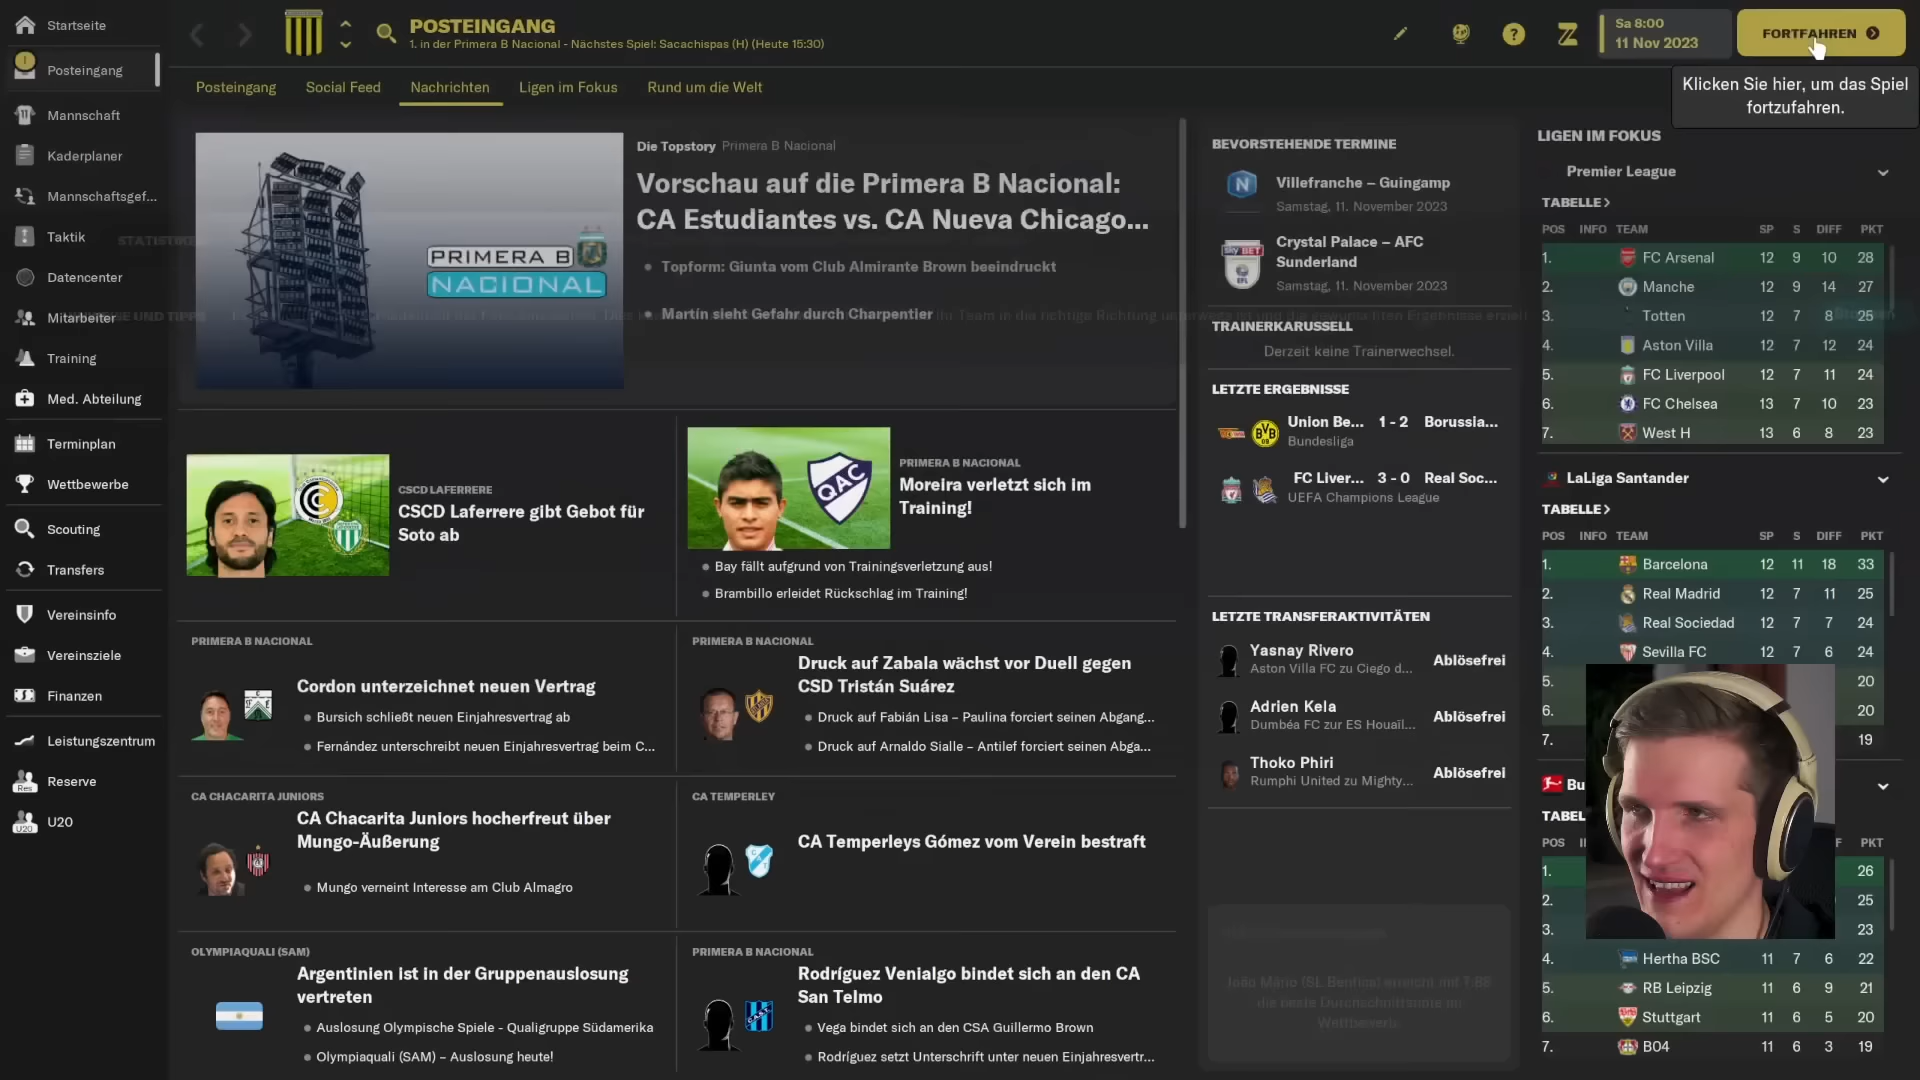 Startseite
Posteingang
Mannschaft
Kaderplaner
Mannschaftsgef...
Taktik
Datencenter
Mitarbeiter
Training
Med. Abteilung
Terminplan
Wettbewerbe
Scouting
Transfers
Vereinsinfo
Vereinsziele
Finanzen
Leistungszentrum
Res
Reserve
U20
U20
POSTEINGANG
1. in der Primera B Nacional - Nächstes Spiel: Sacachispas (H) (Heute 15:30)
Sa 8:00
11 Nov 2023
FORTFAHREN
Klicken Sie hier, um das Spiel
fortzufahren.
Posteingang Social Feed Nachrichten Ligen im Fokus Rund um die Welt
PRIMERA B
NACIONAL
Die Topstory Primera B Nacional
Vorschau auf die Primera B Nacional:
CA Estudiantes vs. CA Nueva Chicago...
Topform: Giunta vom Club Almirante Brown beeindruckt
Martín sieht Gefahr durch Charpentier
CSCD LAFERRERE
CSCD Laferrere gibt Gebot für
Soto ab
QAC
PRIMERA B NACIONAL
Moreira verletzt sich im
Training!
Bay fällt aufgrund von Trainingsverletzung aus!
Brambillo erleidet Rückschlag im Training!
PRIMERA B NACIONAL
Cordon unterzeichnet neuen Vertrag
Bursich schließt neuen Einjahresvertrag ab
Fernández unterschreibt neuen Einjahresvertrag beim C...
PRIMERA B NACIONAL
Druck auf Zabala wächst vor Duell gegen
CSD Tristán Suárez
Druck auf Fabián Lisa – Paulina forciert seinen Abgang...
Druck auf Arnaldo Sialle – Antilef forciert seinen Abga...
CA CHACARITA JUNIORS
CA Chacarita Juniors hocherfreut über
Mungo-Äußerung
Mungo verneint Interesse am Club Almagro
CA TEMPERLEY
CA Temperleys Gómez vom Verein bestraft
OLYMPIAQUALI (SAM)
Argentinien ist in der Gruppenauslosung
vertreten
Auslosung Olympische Spiele - Qualigruppe Südamerika
Olympiaquali (SAM) – Auslosung heute!
PRIMERA B NACIONAL
Rodríguez Venialgo bindet sich an den CA
San Telmo
Vega bindet sich an den CSA Guillermo Brown
Rodríguez setzt Unterschrift unter neuen Einjahresvertr...
BEVORSTEHENDE TERMINE
Villefranche – Guingamp
Samstag, 11. November 2023
sky BET
EFL
Crystal Palace – AFC
Sunderland
Samstag, 11. November 2023
TRAINERKARUSSELL
Derzeit keine Trainerwechsel.
LETZTE ERGEBNISSE
Union Be... 1 - 2 Borussia...
Bundesliga
FC Liver... 3 - 0 Real Soc...
UEFA Champions League
LETZTE TRANSFERAKTIVITÄTEN
Yasnay Rivero
Aston Villa FC zu Ciego d...
Ablösefrei
Adrien Kela
Dumbéa FC zur ES Houaïl...
Ablösefrei
Thoko Phiri
Rumphi United zu Mighty...
Ablösefrei
LIGEN IM FOKUS
Premier League
TABELLE
POS INFO TEAM SP S DIFF PKT
1. FC Arsenal 12 9 10 28
2. Manche 12 9 14 27
3. Totten 12 7 8 25
4. Aston Villa 12 7 12 24
5. FC Liverpool 12 7 11 24
6. FC Chelsea 13 7 10 23
7. West H 13 6 8 23
LaLiga Santander
TABELLE
POS INFO TEAM SP S DIFF PKT
1. Barcelona 12 11 18 33
2. Real Madrid 12 7 11 25
3. Real Sociedad 12 7 7 24
4. Sevilla FC 12 7 6 24
5. 20
6. 20
7. 19
Bu
TABEL
POS PKT
1. 26
2. 25
3. 23
4. Hertha BSC 11 7 6 22
5. RB Leipzig 11 6 9 21
6. Stuttgart 11 6 5 20
7. B04 11 6 3 19